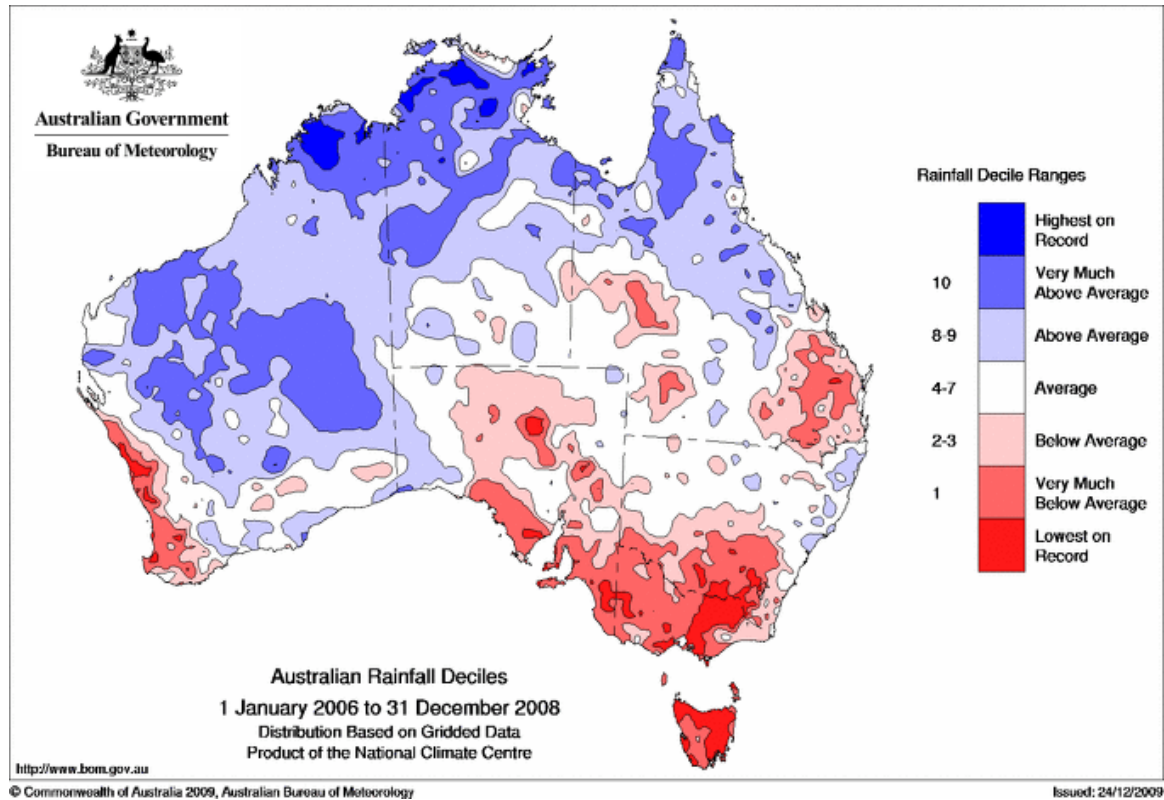 Australian Government
Bureau of Meteorology
Rainfall Decile Ranges
Highest on
Record
10
Very Much
Above Average
8-9
Above Average
4-7
Average
2-3
Below Average
1
Very Much
Below Average
Lowest on
Record
Australian Rainfall Deciles
1 January 2006 to 31 December 2008
Distribution Based on Gridded Data
Product of the National Climate Centre
http://www.bom.gov.au
© Commonwealth of Australia 2009, Australian Bureau of Meteorology
Issued: 24/12/2009